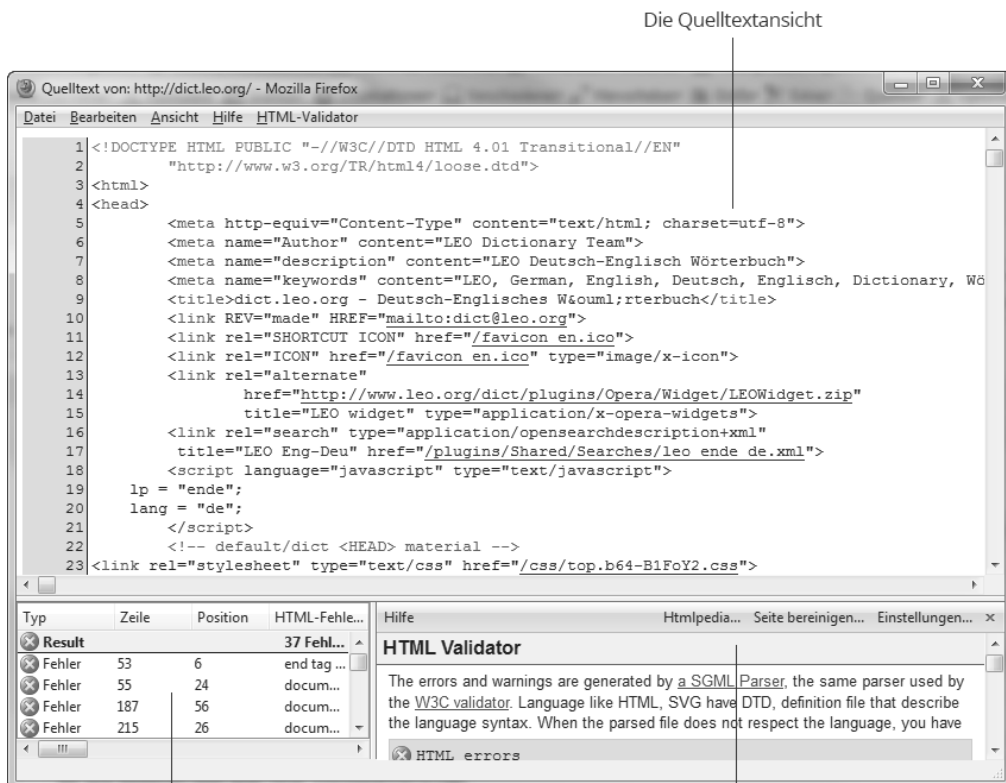 Die Quelltextansicht
Quelltext von: http://dict.leo.org/ - Mozilla Firefox
Datei Bearbeiten Ansicht Hilfe HTML-Validator
1 <!DOCTYPE HTML PUBLIC "-//W3C//DTD HTML 4.01 Transitional//EN"
2 "http://www.w3.org/TR/html4/loose.dtd">
3 <html>
4 <head>
5 <meta http-equiv="Content-Type" content="text/html; charset=utf-8">
6 <meta name="Author" content="LEO Dictionary Team">
7 <meta name="description" content="LEO Deutsch-Englisch Wörterbuch">
8 <meta name="keywords" content="LEO, German, English, Deutsch, Englisch, Dictionary, Wö
9 <title>dict.leo.org - Deutsch-Englisches W&ouml;rterbuch</title>
10 <link REV="made" HREF="mailto:dict@leo.org">
11 <link rel="SHORTCUT ICON" href="/favicon_en.ico">
12 <link rel="ICON" href="/favicon_en.ico" type="image/x-icon">
13 <link rel="alternate"
14 href="http://www.leo.org/dict/plugins/Opera/Widget/LEOWidget.zip"
15 title="LEO widget" type="application/x-opera-widgets">
16 <link rel="search" type="application/opensearchdescription+xml"
17 title="LEO Eng-Deu" href="/plugins/Shared/Searches/leo_ende_de.xml">
18 <script language="javascript" type="text/javascript">
19 lp = "ende";
20 lang = "de";
21 </script>
22 <!-- default/dict <HEAD> material -->
23 <link rel="stylesheet" type="text/css" href="/css/top.b64-B1FoY2.css">
Typ Zeile Position HTML-Fehle...
Result 37 Fehl...
Fehler 53 6 end tag ...
Fehler 55 24 docum...
Fehler 187 56 docum...
Fehler 215 26 docum...
Hilfe Htmlpedia... Seite bereinigen... Einstellungen... ×
HTML Validator
The errors and warnings are generated by a SGML Parser, the same parser used by
the W3C validator. Language like HTML, SVG have DTD, definition file that describe
the language syntax. When the parsed file does not respect the language, you have
HTML errors